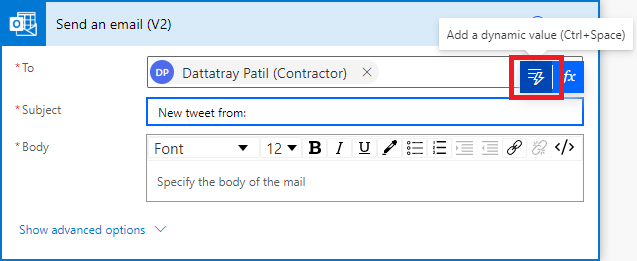 Send an email (V2)
Add a dynamic value (Ctrl+Space)
*To
DP Dattatray Patil (Contractor) ×
fx
*Subject
New tweet from:
*Body
Font 12 B I U </>
Specify the body of the mail
Show advanced options